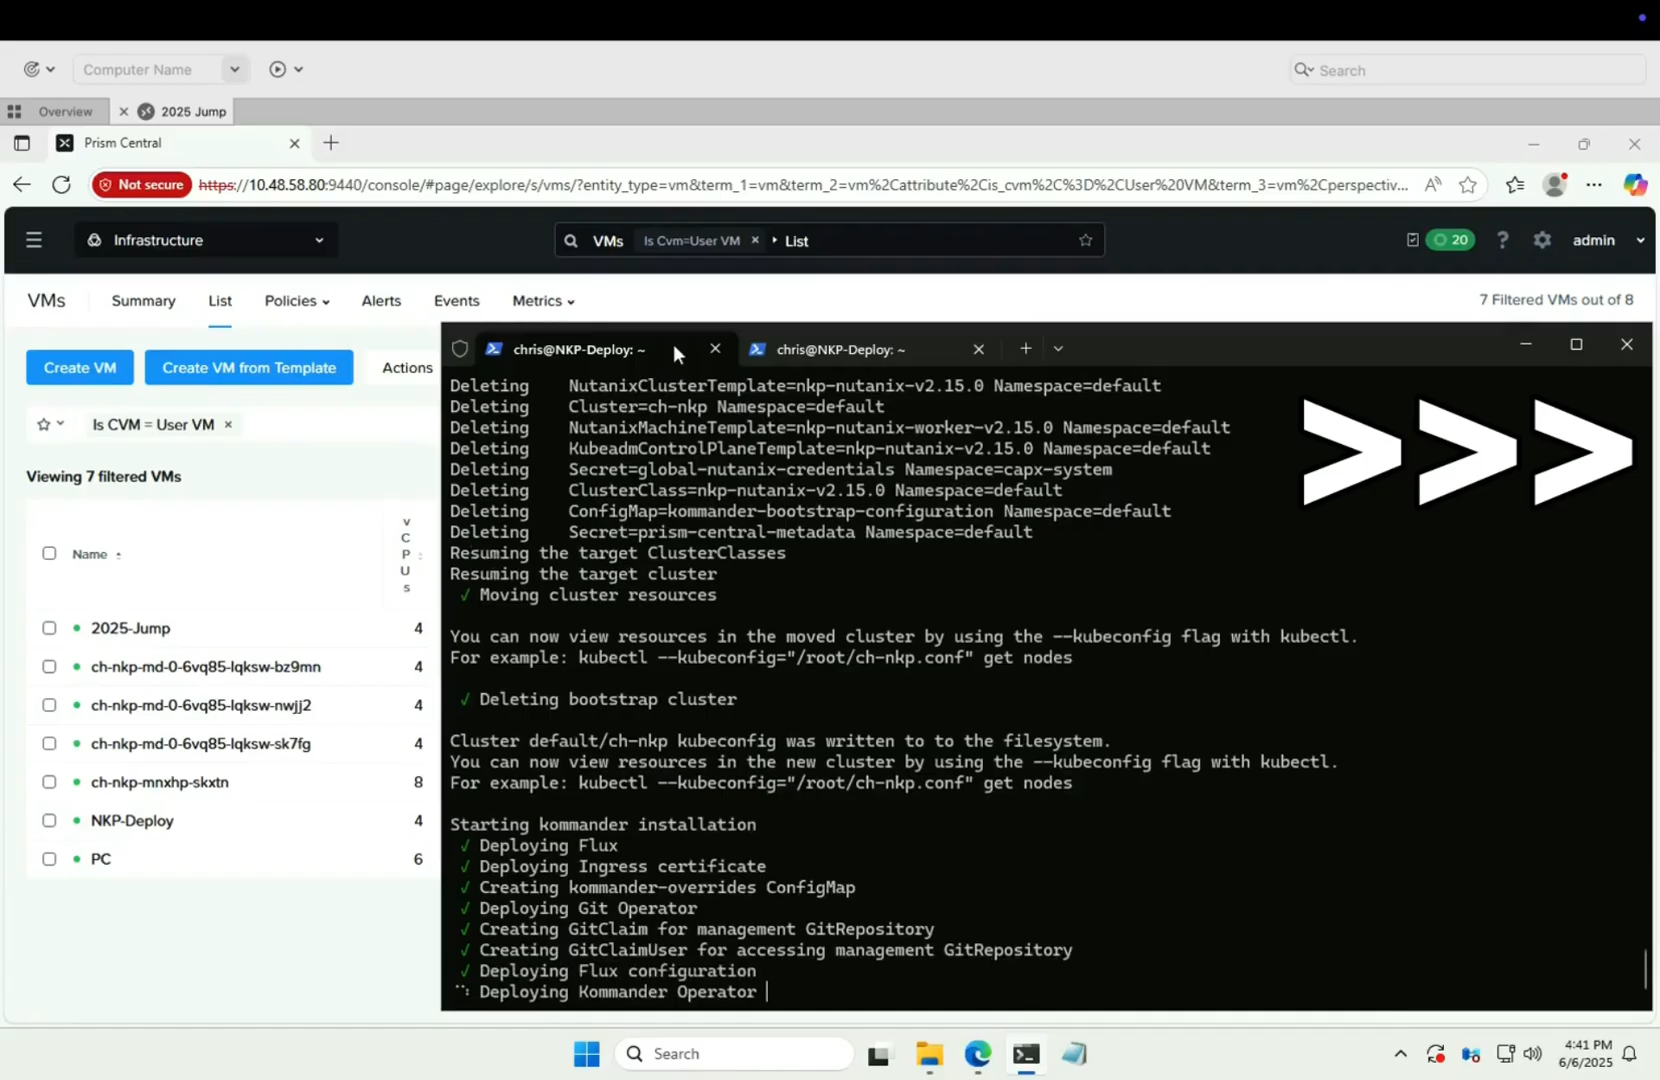 Computer Name
Search
Overview
2025 Jump
Prism Central
Not secure https://10.48.58.80:9440/console/#page/explore/s/vms/?entity_type=vm&term_1=vm&term_2=vm%2Cattribute%2Cis_cvm%2C%3D%2CUser%20VM&term_3=vm%2Cperspectiv...
Infrastructure
VMs Is Cvm=User VM × List
20 ? admin
VMs Summary List Policies Alerts Events Metrics
7 Filtered VMs out of 8
Create VM Create VM from Template Actions
Is CVM = User VM ×
Viewing 7 filtered VMs
Name vCPUs
2025-Jump 4
ch-nkp-md-0-6vq85-lqksw-bz9mn 4
ch-nkp-md-0-6vq85-lqksw-nwjj2 4
ch-nkp-md-0-6vq85-lqksw-sk7fg 4
ch-nkp-mnxhp-skxtn 8
NKP-Deploy 4
PC 6
chris@NKP-Deploy: ~ chris@NKP-Deploy: ~
Deleting NutanixClusterTemplate=nkp-nutanix-v2.15.0 Namespace=default
Deleting Cluster=ch-nkp Namespace=default
Deleting NutanixMachineTemplate=nkp-nutanix-worker-v2.15.0 Namespace=default
Deleting KubeadmControlPlaneTemplate=nkp-nutanix-v2.15.0 Namespace=default
Deleting Secret=global-nutanix-credentials Namespace=capx-system
Deleting ClusterClass=nkp-nutanix-v2.15.0 Namespace=default
Deleting ConfigMap=kommander-bootstrap-configuration Namespace=default
Deleting Secret=prism-central-metadata Namespace=default
Resuming the target ClusterClasses
Resuming the target cluster
✓ Moving cluster resources
You can now view resources in the moved cluster by using the --kubeconfig flag with kubectl.
For example: kubectl --kubeconfig="/root/ch-nkp.conf" get nodes
✓ Deleting bootstrap cluster
Cluster default/ch-nkp kubeconfig was written to to the filesystem.
You can now view resources in the new cluster by using the --kubeconfig flag with kubectl.
For example: kubectl --kubeconfig="/root/ch-nkp.conf" get nodes
Starting kommander installation
✓ Deploying Flux
✓ Deploying Ingress certificate
✓ Creating kommander-overrides ConfigMap
✓ Deploying Git Operator
✓ Creating GitClaim for management GitRepository
✓ Creating GitClaimUser for accessing management GitRepository
✓ Deploying Flux configuration
Deploying Kommander Operator
>>>
Search
4:41 PM
6/6/2025